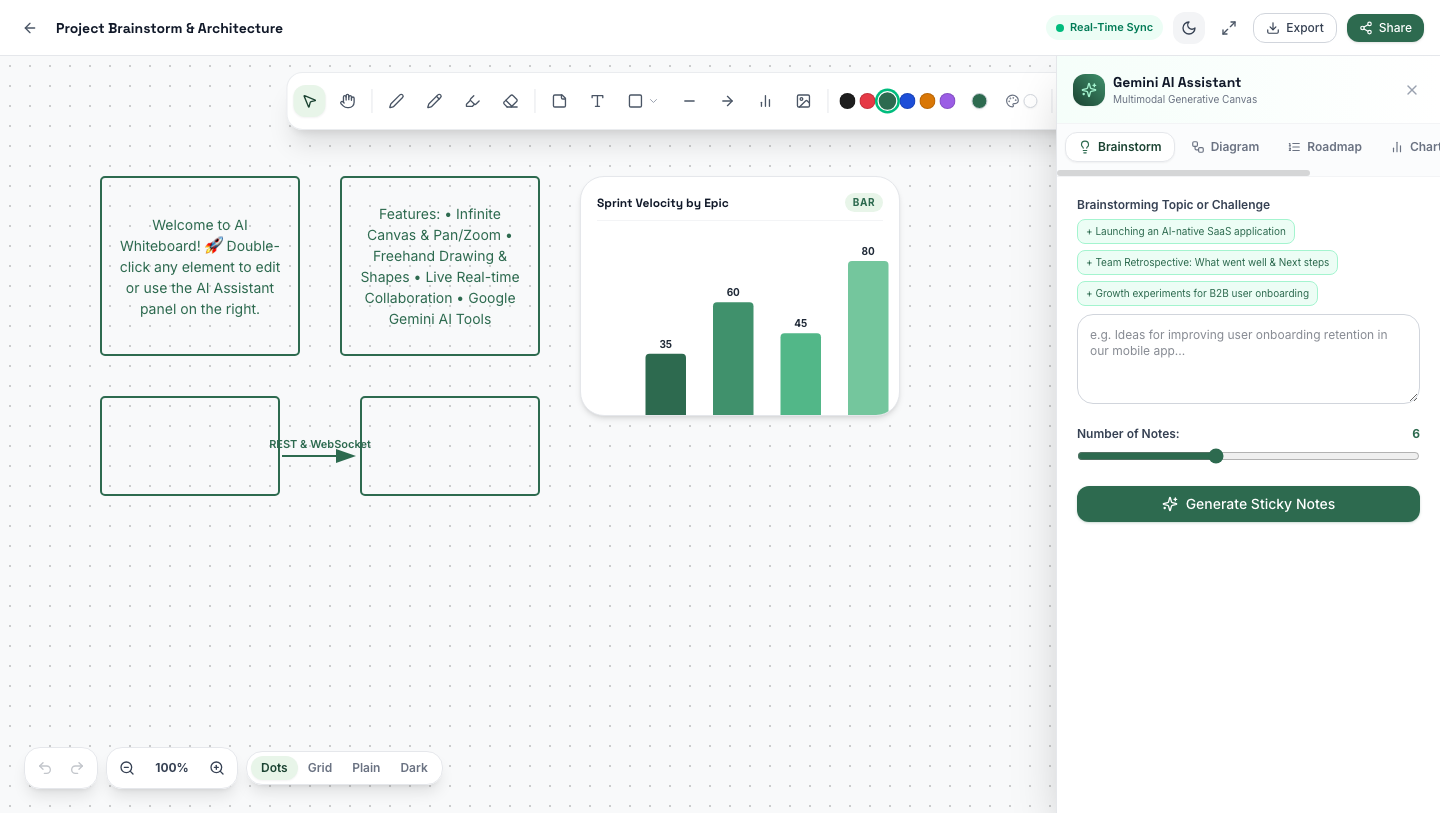 Project Brainstorm & Architecture
Real-Time Sync
Export
Share
Gemini AI Assistant
Multimodal Generative Canvas
Brainstorm
Diagram
Roadmap
Chart
Welcome to AI
Whiteboard! 🚀 Double-
click any element to edit
or use the AI Assistant
panel on the right.
Features: • Infinite
Canvas & Pan/Zoom •
Freehand Drawing &
Shapes • Live Real-time
Collaboration • Google
Gemini AI Tools
Sprint Velocity by Epic
BAR
35
60
45
80
REST & WebSocket
Brainstorming Topic or Challenge
+ Launching an AI-native SaaS application
+ Team Retrospective: What went well & Next steps
+ Growth experiments for B2B user onboarding
e.g. Ideas for improving user onboarding retention in
our mobile app...
Number of Notes:
6
Generate Sticky Notes
100%
Dots
Grid
Plain
Dark